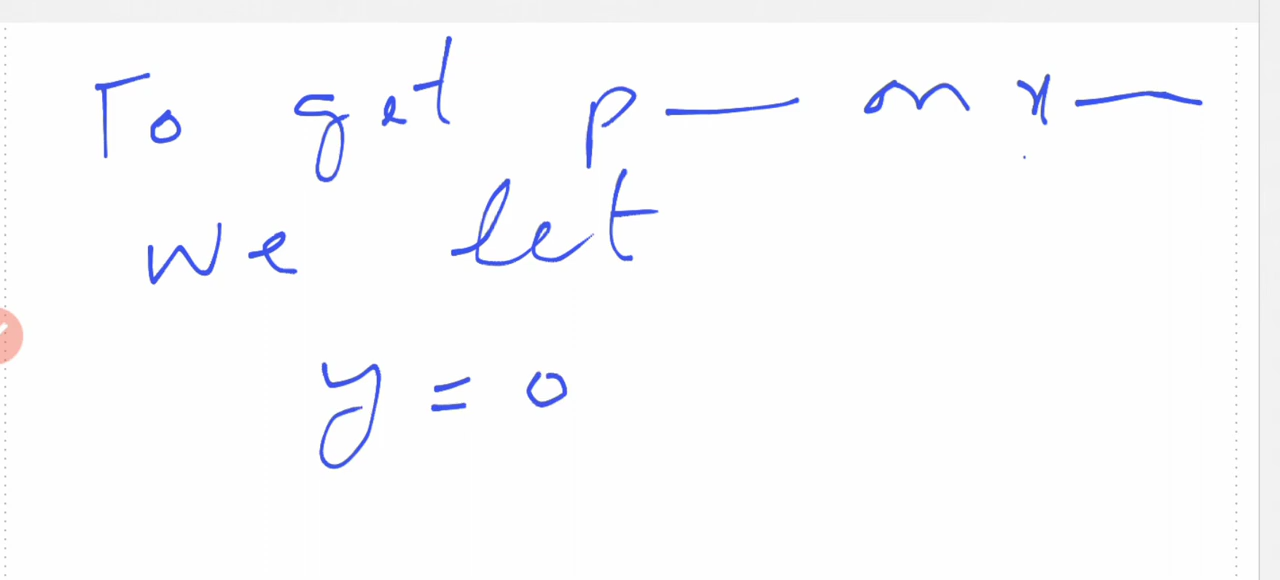 To get p— on x—
we let
y = 0